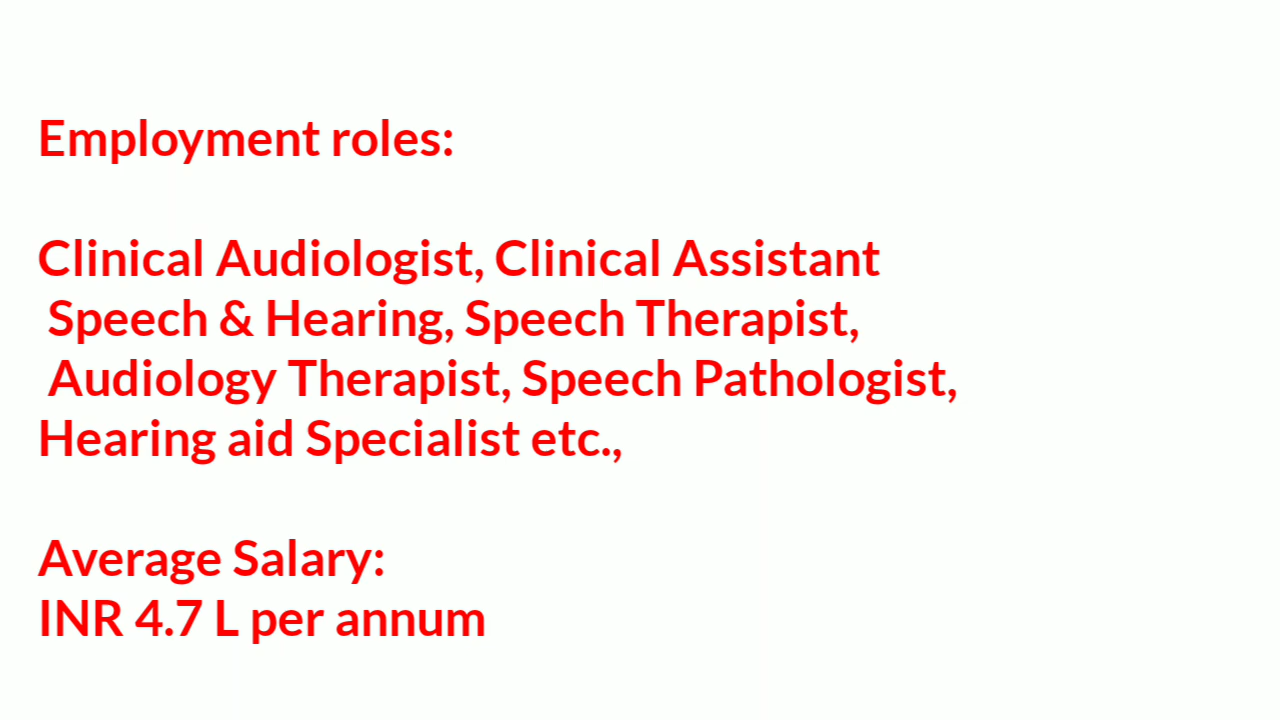 Employment roles:
Clinical Audiologist, Clinical Assistant
Speech & Hearing, Speech Therapist,
Audiology Therapist, Speech Pathologist,
Hearing aid Specialist etc.,
Average Salary:
INR 4.7 L per annum